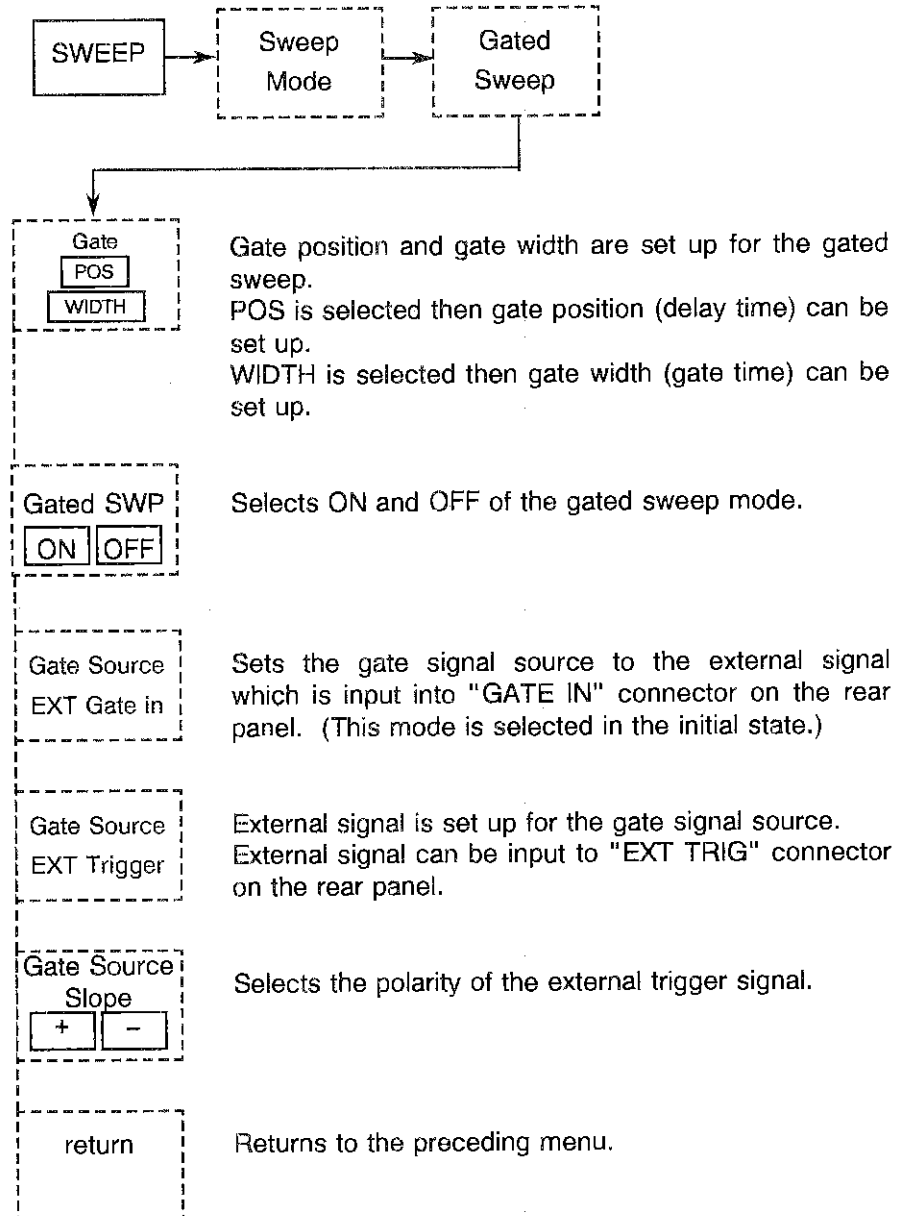 SWEEP
Sweep
Mode
Gated
Sweep
Gate
POS
WIDTH
Gate position and gate width are set up for the gated
sweep.
POS is selected then gate position (delay time) can be
set up.
WIDTH is selected then gate width (gate time) can be
set up.
Gated SWP
ON OFF
Selects ON and OFF of the gated sweep mode.
Gate Source
EXT Gate in
Sets the gate signal source to the external signal
which is input into "GATE IN" connector on the rear
panel. (This mode is selected in the initial state.)
Gate Source
EXT Trigger
External signal is set up for the gate signal source.
External signal can be input to "EXT TRIG" connector
on the rear panel.
Gate Source
Slope
+ −
Selects the polarity of the external trigger signal.
return
Returns to the preceding menu.